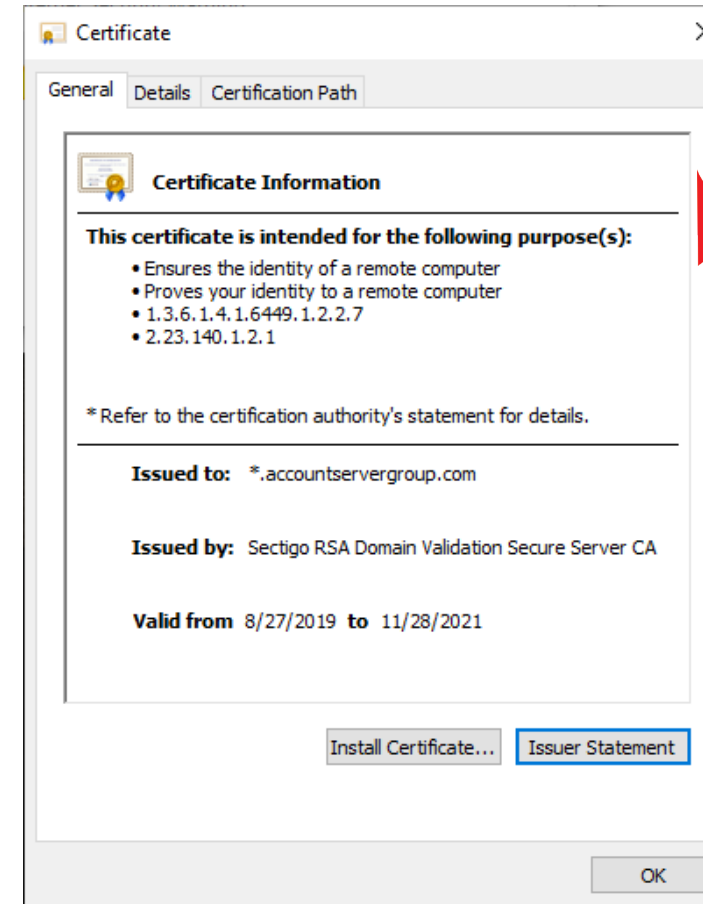 Certificate
General Details Certification Path
Certificate Information
This certificate is intended for the following purpose(s):
• Ensures the identity of a remote computer
• Proves your identity to a remote computer
• 1.3.6.1.4.1.6449.1.2.2.7
• 2.23.140.1.2.1
* Refer to the certification authority's statement for details.
Issued to: *.accountservergroup.com
Issued by: Sectigo RSA Domain Validation Secure Server CA
Valid from 8/27/2019 to 11/28/2021
Install Certificate... Issuer Statement
OK